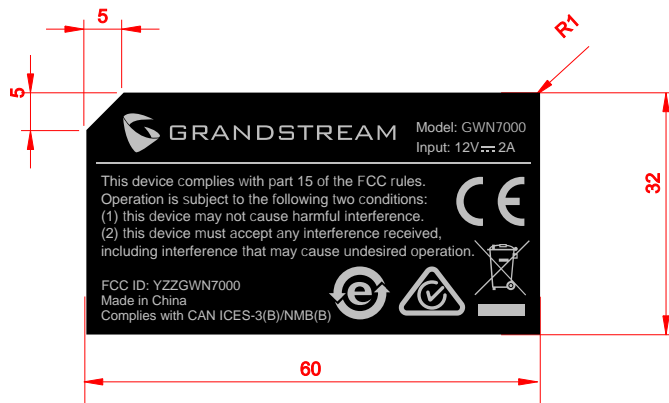 5
R1
5
GRANDSTREAM
Model: GWN7000
Input: 12V⎓2A
32
This device complies with part 15 of the FCC rules.
Operation is subject to the following two conditions:
(1) this device may not cause harmful interference.
(2) this device must accept any interference received,
including interference that may cause undesired operation.
CE
FCC ID: YZZGWN7000
Made in China
Complies with CAN ICES-3(B)/NMB(B)
e
60